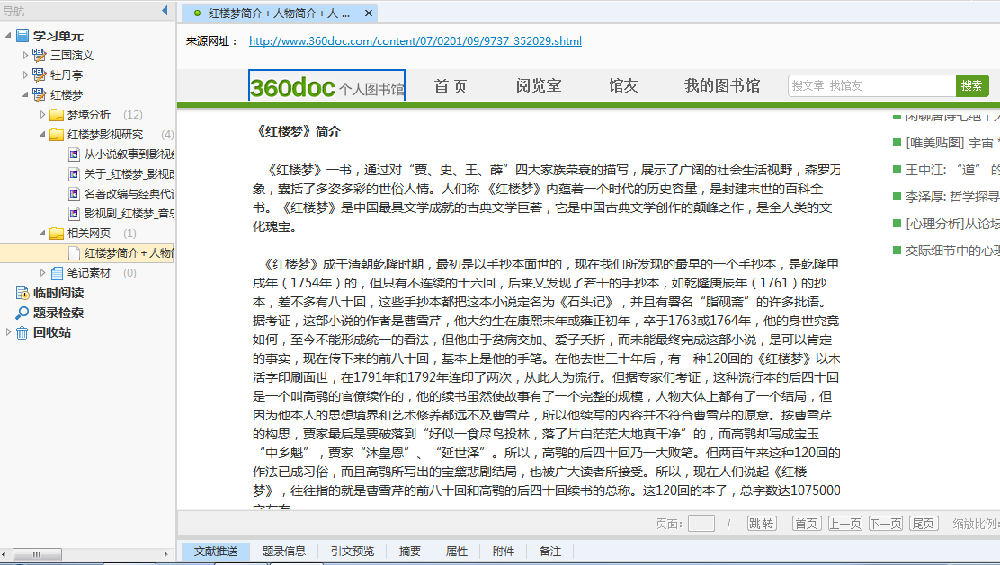 导航
学习单元
三国演义
牡丹亭
红楼梦
梦境分析 (12)
红楼梦影视研究 (4)
从小说叙事到影视
关于_红楼梦_影视改
名著改编与经典代
影视剧_红楼梦_音
相关网页 (1)
红楼梦简介+人物
笔记素材 (0)
临时阅读
题录检索
回收站
红楼梦简介+人物简介+人 ... ×
来源网址： http://www.360doc.com/content/07/0201/09/9737_352029.shtml
360doc 个人图书馆 首页 阅览室 馆友 我的图书馆 搜文章 找馆友 搜索
《红楼梦》简介
《红楼梦》一书，通过对“贾、史、王、薛”四大家族荣衰的描写，展示了广阔的社会生活视野，森罗万
象，囊括了多姿多彩的世俗人情。人们称 《红楼梦》内蕴着一个时代的历史容量，是封建末世的百科全
书。《红楼梦》是中国最具文学成就的古典文学巨著，它是中国古典文学创作的颠峰之作，是全人类的文
化瑰宝。
《红楼梦》成于清朝乾隆时期，最初是以手抄本面世的，现在我们所发现的最早的一个手抄本，是乾隆甲
戌年（1754年）的，但只有不连续的十六回，后来又发现了若干的手抄本，如乾隆庚辰年（1761）的抄
本，差不多有八十回，这些手抄本都把这本小说定名为《石头记》，并且有署名“脂砚斋”的许多批语。
据考证，这部小说的作者是曹雪芹，他大约生在康熙末年或雍正初年，卒于1763或1764年，他的身世究竟
如何，至今不能形成统一的看法，但他由于贫病交加、爱子夭折，而未能最终完成这部小说，是可以肯定
的事实，现在传下来的前八十回，基本上是他的手笔。在他去世三十年后，有一种120回的《红楼梦》以木
活字印刷面世，在1791年和1792年连印了两次，从此大为流行。但据专家们考证，这种流行本的后四十回
是一个叫高鹗的官僚续作的，他的续书虽然使故事有了一个完整的规模，人物大体上都有了一个结局，但
因为他本人的思想境界和艺术修养都远不及曹雪芹，所以他续写的内容并不符合曹雪芹的原意。按曹雪芹
的构思，贾家最后是要破落到“好似一食尽鸟投林，落了片白茫茫大地真干净”的，而高鹗却写成宝玉
“中乡魁”，贾家“沐皇恩”、“延世泽”。所以，高鹗的后四十回乃一大败笔。但两百年来这种120回的
作法已成习俗，而且高鹗所写出的宝黛悲剧结局，也被广大读者所接受。所以，现在人们说起《红楼
梦》，往往指的就是曹雪芹的前八十回和高鹗的后四十回续书的总称。这120回的本子，总字数达1075000
字左右
闲聊唐诗七绝十大
[唯美贴图] 宇宙 *
王中江：“道” 的
李泽厚: 哲学探寻
[心理分析]从论坛
交际细节中的心理
页面： / 跳 转 首页 上一页 下一页 尾页 缩放比例:
文献推送 题录信息 引文预览 摘要 属性 附件 备注